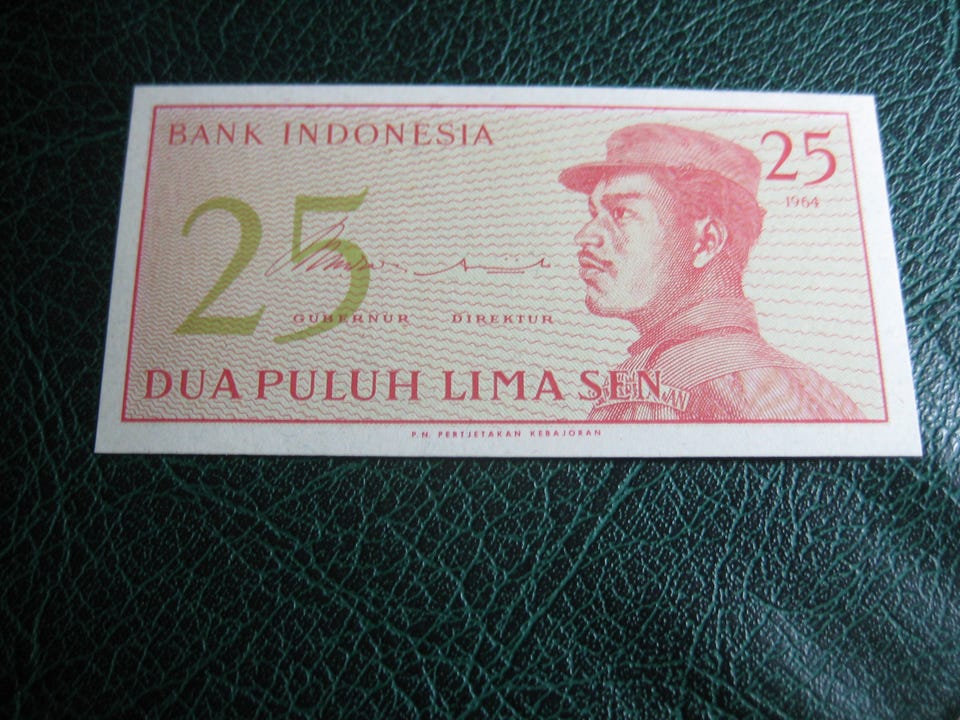 BANK INDONESIA
25
1964
25
GUBERNUR DIREKTUR
DUA PULUH LIMA SEN
P.N. PERTJETAKAN KEBAJORAN